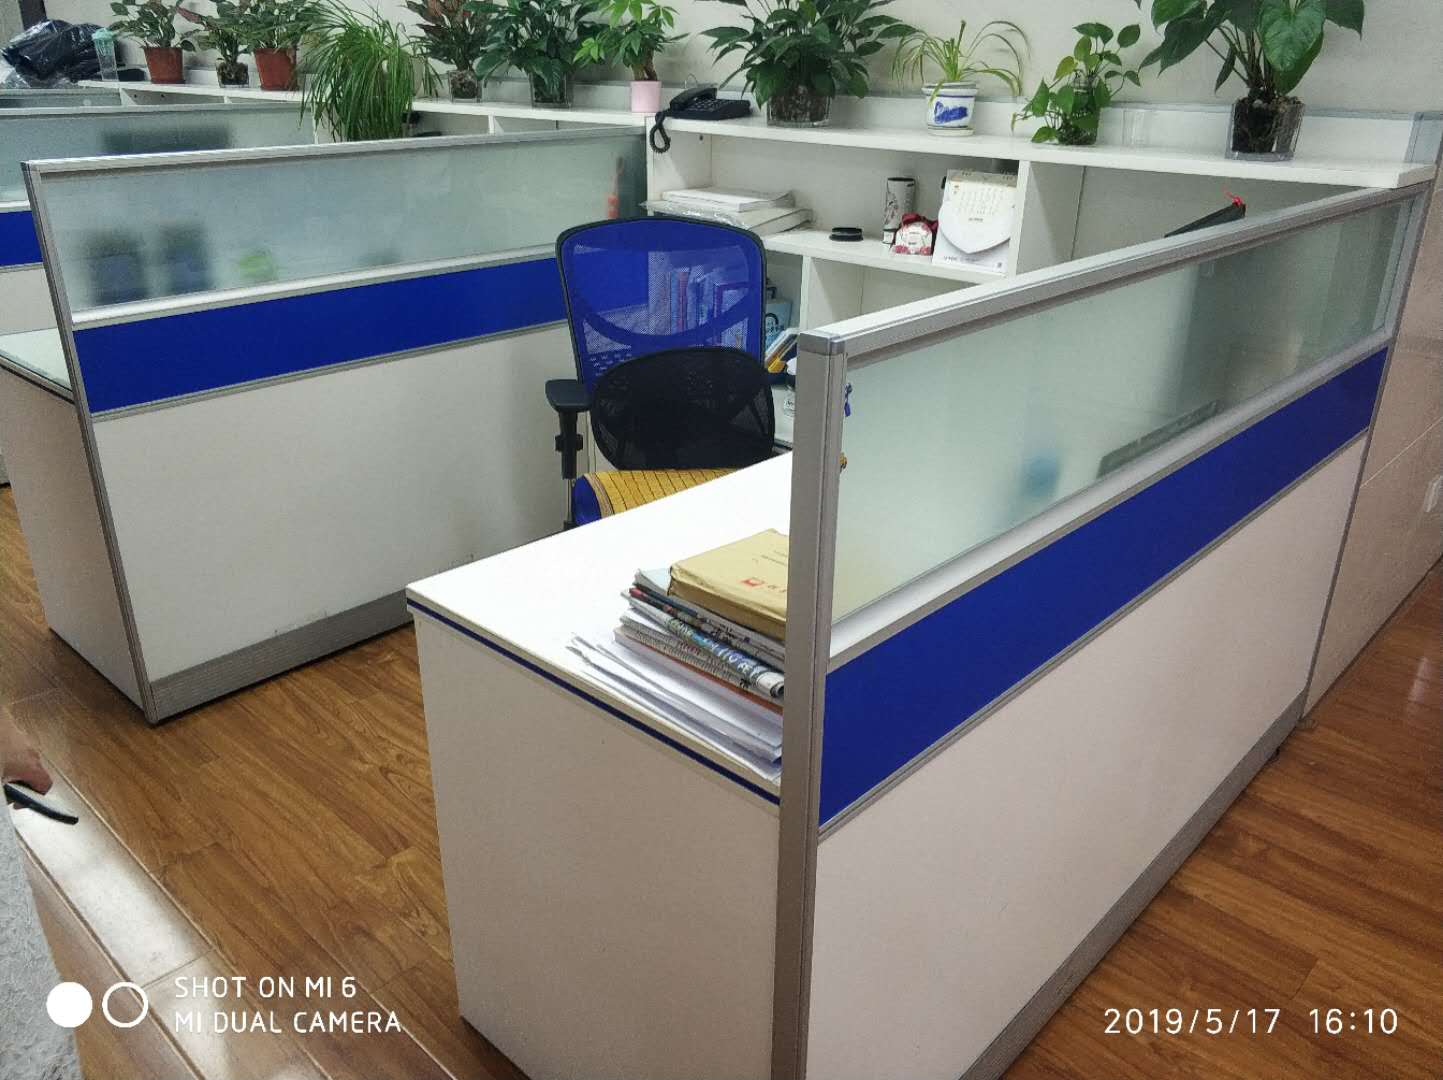 SHOT ON MI 6
MI DUAL CAMERA
2019/5/17 16:10